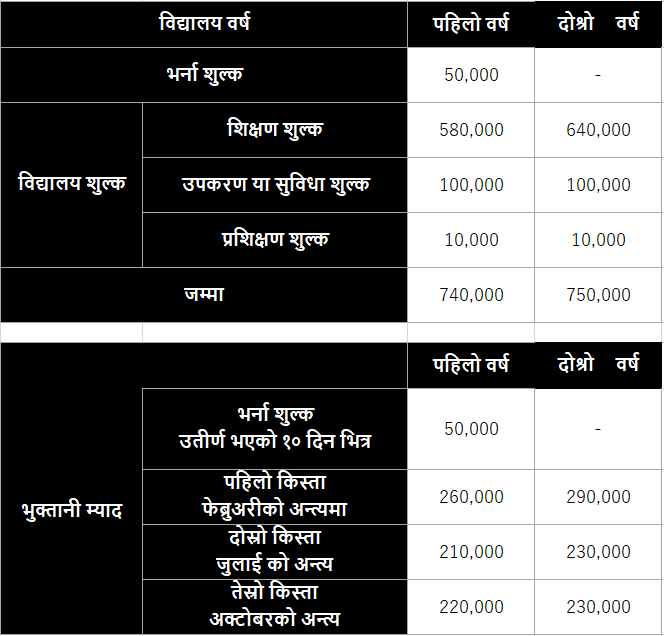 विद्यालय वर्ष पहिलो वर्ष दोश्रो वर्ष
भर्ना शुल्क 50,000 -
विद्यालय शुल्क शिक्षण शुल्क 580,000 640,000
उपकरण या सुविधा शुल्क 100,000 100,000
प्रशिक्षण शुल्क 10,000 10,000
जम्मा 740,000 750,000
पहिलो वर्ष दोश्रो वर्ष
भुक्तानी म्याद
भर्ना शुल्क
उतीर्ण भएको १० दिन भित्र 50,000 -
पहिलो किस्ता
फेब्रुअरीको अन्त्यमा 260,000 290,000
दोस्रो किस्ता
जुलाई को अन्त्य 210,000 230,000
तेस्रो किस्ता
अक्टोबरको अन्त्य 220,000 230,000